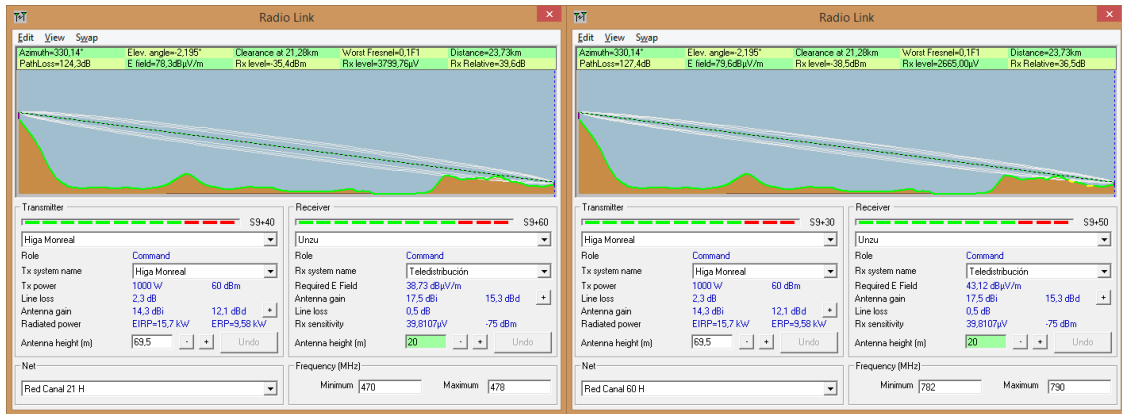 Radio Link
Edit View Swap
Azimuth=330,14° Elev. angle=-2,195° Clearance at 21,28km Worst Fresnel=0,1F1 Distance=23,73km
PathLoss=124,3dB E field=78,3dBµV/m Rx level=-35,4dBm Rx level=3799,76µV Rx Relative=39,6dB
Transmitter
S9+40
Higa Monreal
Role Command
Tx system name Higa Monreal
Tx power 1000 W 60 dBm
Line loss 2,3 dB
Antenna gain 14,3 dBi 12,1 dBd +
Radiated power EIRP=15,7 kW ERP=9,58 kW
Antenna height (m) 69,5 - + Undo
Receiver
S9+60
Unzu
Role Command
Rx system name Teledistribución
Required E Field 38,73 dBµV/m
Antenna gain 17,5 dBi 15,3 dBd +
Line loss 0,5 dB
Rx sensitivity 39,8107µV -75 dBm
Antenna height (m) 20 - + Undo
Net
Red Canal 21 H
Frequency (MHz)
Minimum 470 Maximum 478
Radio Link
Edit View Swap
Azimuth=330,14° Elev. angle=-2,195° Clearance at 21,28km Worst Fresnel=0,1F1 Distance=23,73km
PathLoss=127,4dB E field=79,6dBµV/m Rx level=-38,5dBm Rx level=2665,00µV Rx Relative=36,5dB
Transmitter
S9+30
Higa Monreal
Role Command
Tx system name Higa Monreal
Tx power 1000 W 60 dBm
Line loss 2,3 dB
Antenna gain 14,3 dBi 12,1 dBd +
Radiated power EIRP=15,7 kW ERP=9,58 kW
Antenna height (m) 69,5 - + Undo
Receiver
S9+50
Unzu
Role Command
Rx system name Teledistribución
Required E Field 43,12 dBµV/m
Antenna gain 17,5 dBi 15,3 dBd +
Line loss 0,5 dB
Rx sensitivity 39,8107µV -75 dBm
Antenna height (m) 20 - + Undo
Net
Red Canal 60 H
Frequency (MHz)
Minimum 782 Maximum 790